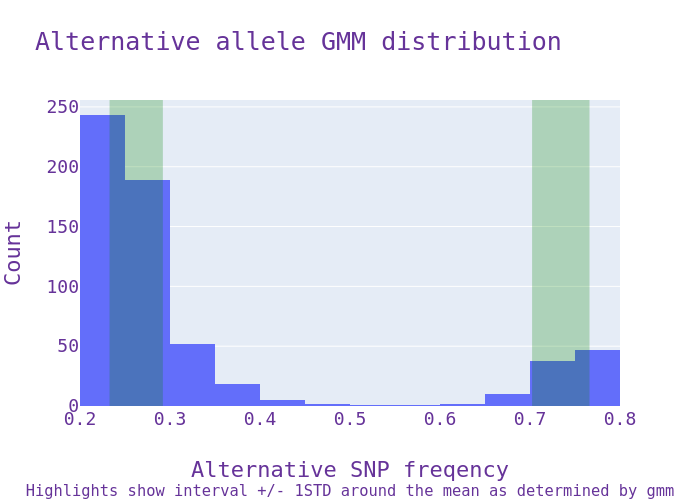 Alternative allele GMM distribution
250
200
150
100
50
0
Count
0.2 0.3 0.4 0.5 0.6 0.7 0.8
Alternative SNP freqency
Highlights show interval +/- 1STD around the mean as determined by gmm